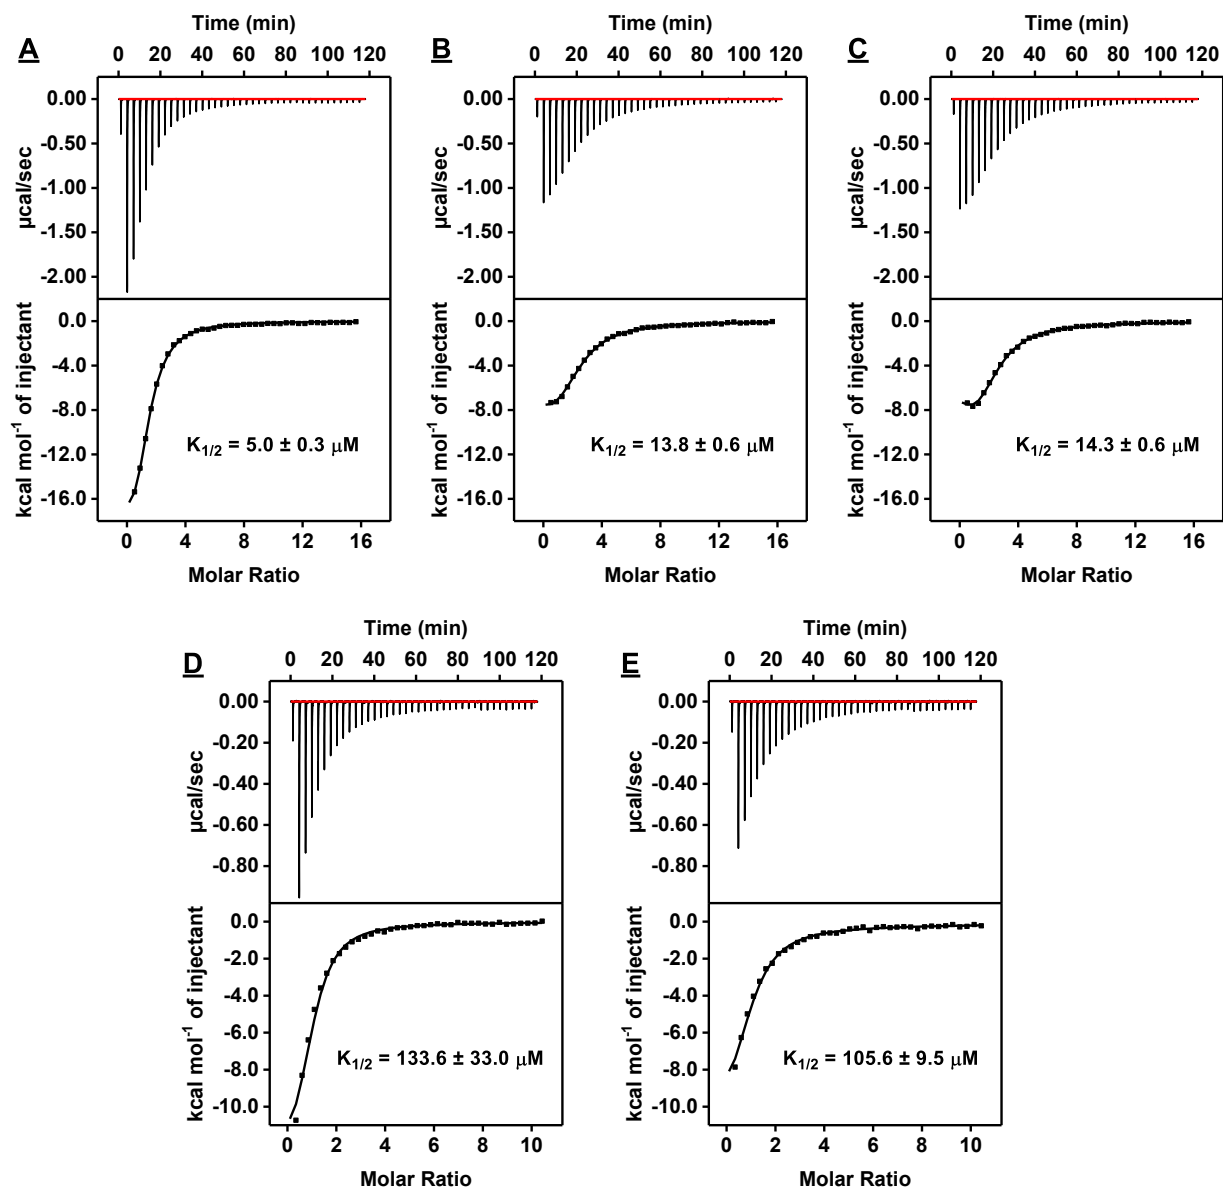 Time (min)
A
0 20 40 60 80 100 120
0.00
-0.50
-1.00
-1.50
-2.00
µcal/sec
0.0
-4.0
-8.0
-12.0
-16.0
kcal mol⁻¹ of injectant
K₁/₂ = 5.0 ± 0.3 µM
0 4 8 12 16
Molar Ratio
Time (min)
B
0 20 40 60 80 100 120
0.00
-0.50
-1.00
-1.50
-2.00
µcal/sec
0.0
-4.0
-8.0
-12.0
-16.0
kcal mol⁻¹ of injectant
K₁/₂ = 13.8 ± 0.6 µM
0 4 8 12 16
Molar Ratio
Time (min)
C
0 20 40 60 80 100 120
0.00
-0.50
-1.00
-1.50
-2.00
µcal/sec
0.0
-4.0
-8.0
-12.0
-16.0
kcal mol⁻¹ of injectant
K₁/₂ = 14.3 ± 0.6 µM
0 4 8 12 16
Molar Ratio
Time (min)
D
0 20 40 60 80 100 120
0.00
-0.20
-0.40
-0.60
-0.80
µcal/sec
0.0
-2.0
-4.0
-6.0
-8.0
-10.0
kcal mol⁻¹ of injectant
K₁/₂ = 133.6 ± 33.0 µM
0 2 4 6 8 10
Molar Ratio
Time (min)
E
0 20 40 60 80 100 120
0.00
-0.20
-0.40
-0.60
-0.80
µcal/sec
0.0
-2.0
-4.0
-6.0
-8.0
-10.0
kcal mol⁻¹ of injectant
K₁/₂ = 105.6 ± 9.5 µM
0 2 4 6 8 10
Molar Ratio